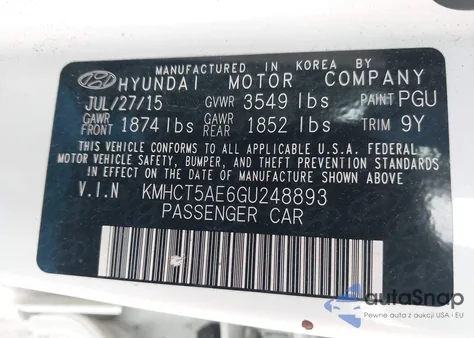 MANUFACTURED IN KOREA BY
HYUNDAI MOTOR COMPANY
JUL/27/15 GVWR 3549 lbs PAINT PGU
GAWR FRONT 1874 lbs GAWR REAR 1852 lbs TRIM 9Y
THIS VEHICLE CONFORMS TO ALL APPLICABLE U.S.A. FEDERAL
MOTOR VEHICLE SAFETY, BUMPER, AND THEFT PREVENTION STANDARDS
IN EFFECT ON THE DATE OF MANUFACTURE SHOWN ABOVE.
V.I.N KMHCT5AE6GU248893
PASSENGER CAR
autoSnap
Pewne auta z aukcji USA i EU